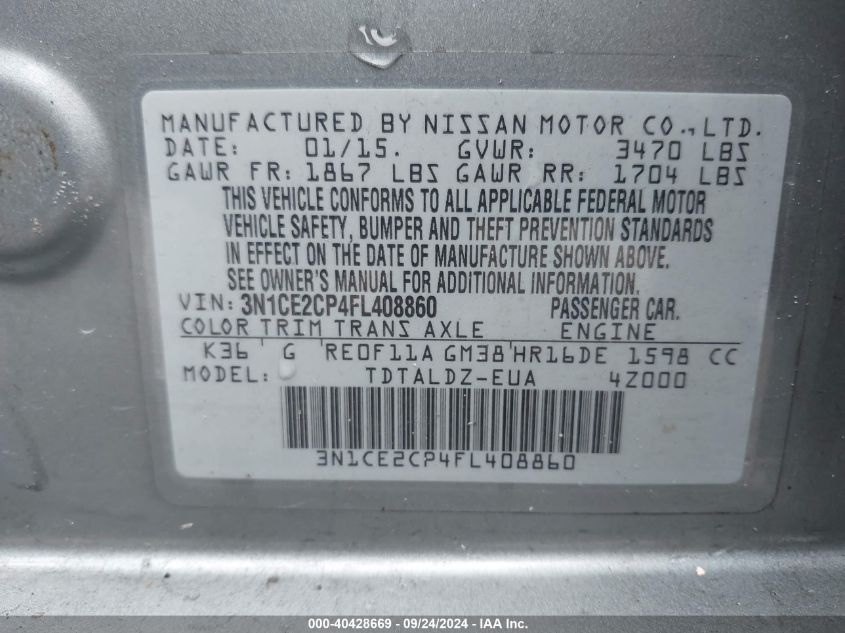 MANUFACTURED BY NISSAN MOTOR CO., LTD.
DATE: 01/15. GVWR: 3470 LBS
GAWR FR: 1867 LBS GAWR RR: 1704 LBS
THIS VEHICLE CONFORMS TO ALL APPLICABLE FEDERAL MOTOR
VEHICLE SAFETY, BUMPER AND THEFT PREVENTION STANDARDS
IN EFFECT ON THE DATE OF MANUFACTURE SHOWN ABOVE.
SEE OWNER'S MANUAL FOR ADDITIONAL INFORMATION.
VIN: 3N1CE2CP4FL408860 PASSENGER CAR.
COLOR TRIM TRANS AXLE ENGINE
K36 G RE0F11A GM38 HR16DE 1598 CC
MODEL: TDTALDZ-EUA 4Z000
3N1CE2CP4FL408860
000-40428669 - 09/24/2024 - IAA, Inc.